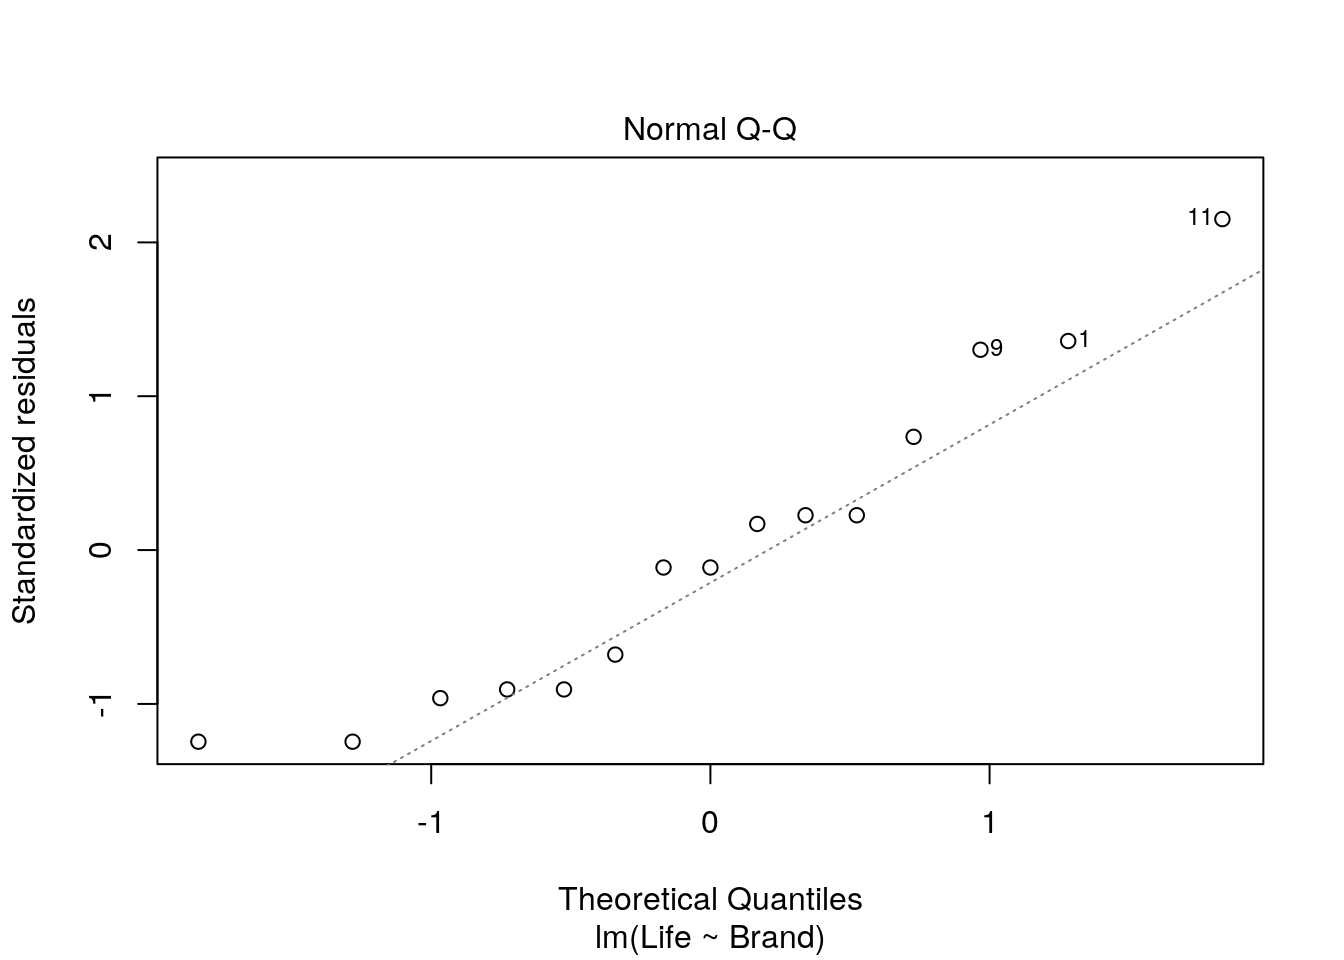 Normal Q-Q
Standardized residuals
2
1
0
-1
11
9
1
-1
0
1
Theoretical Quantiles
lm(Life ~ Brand)